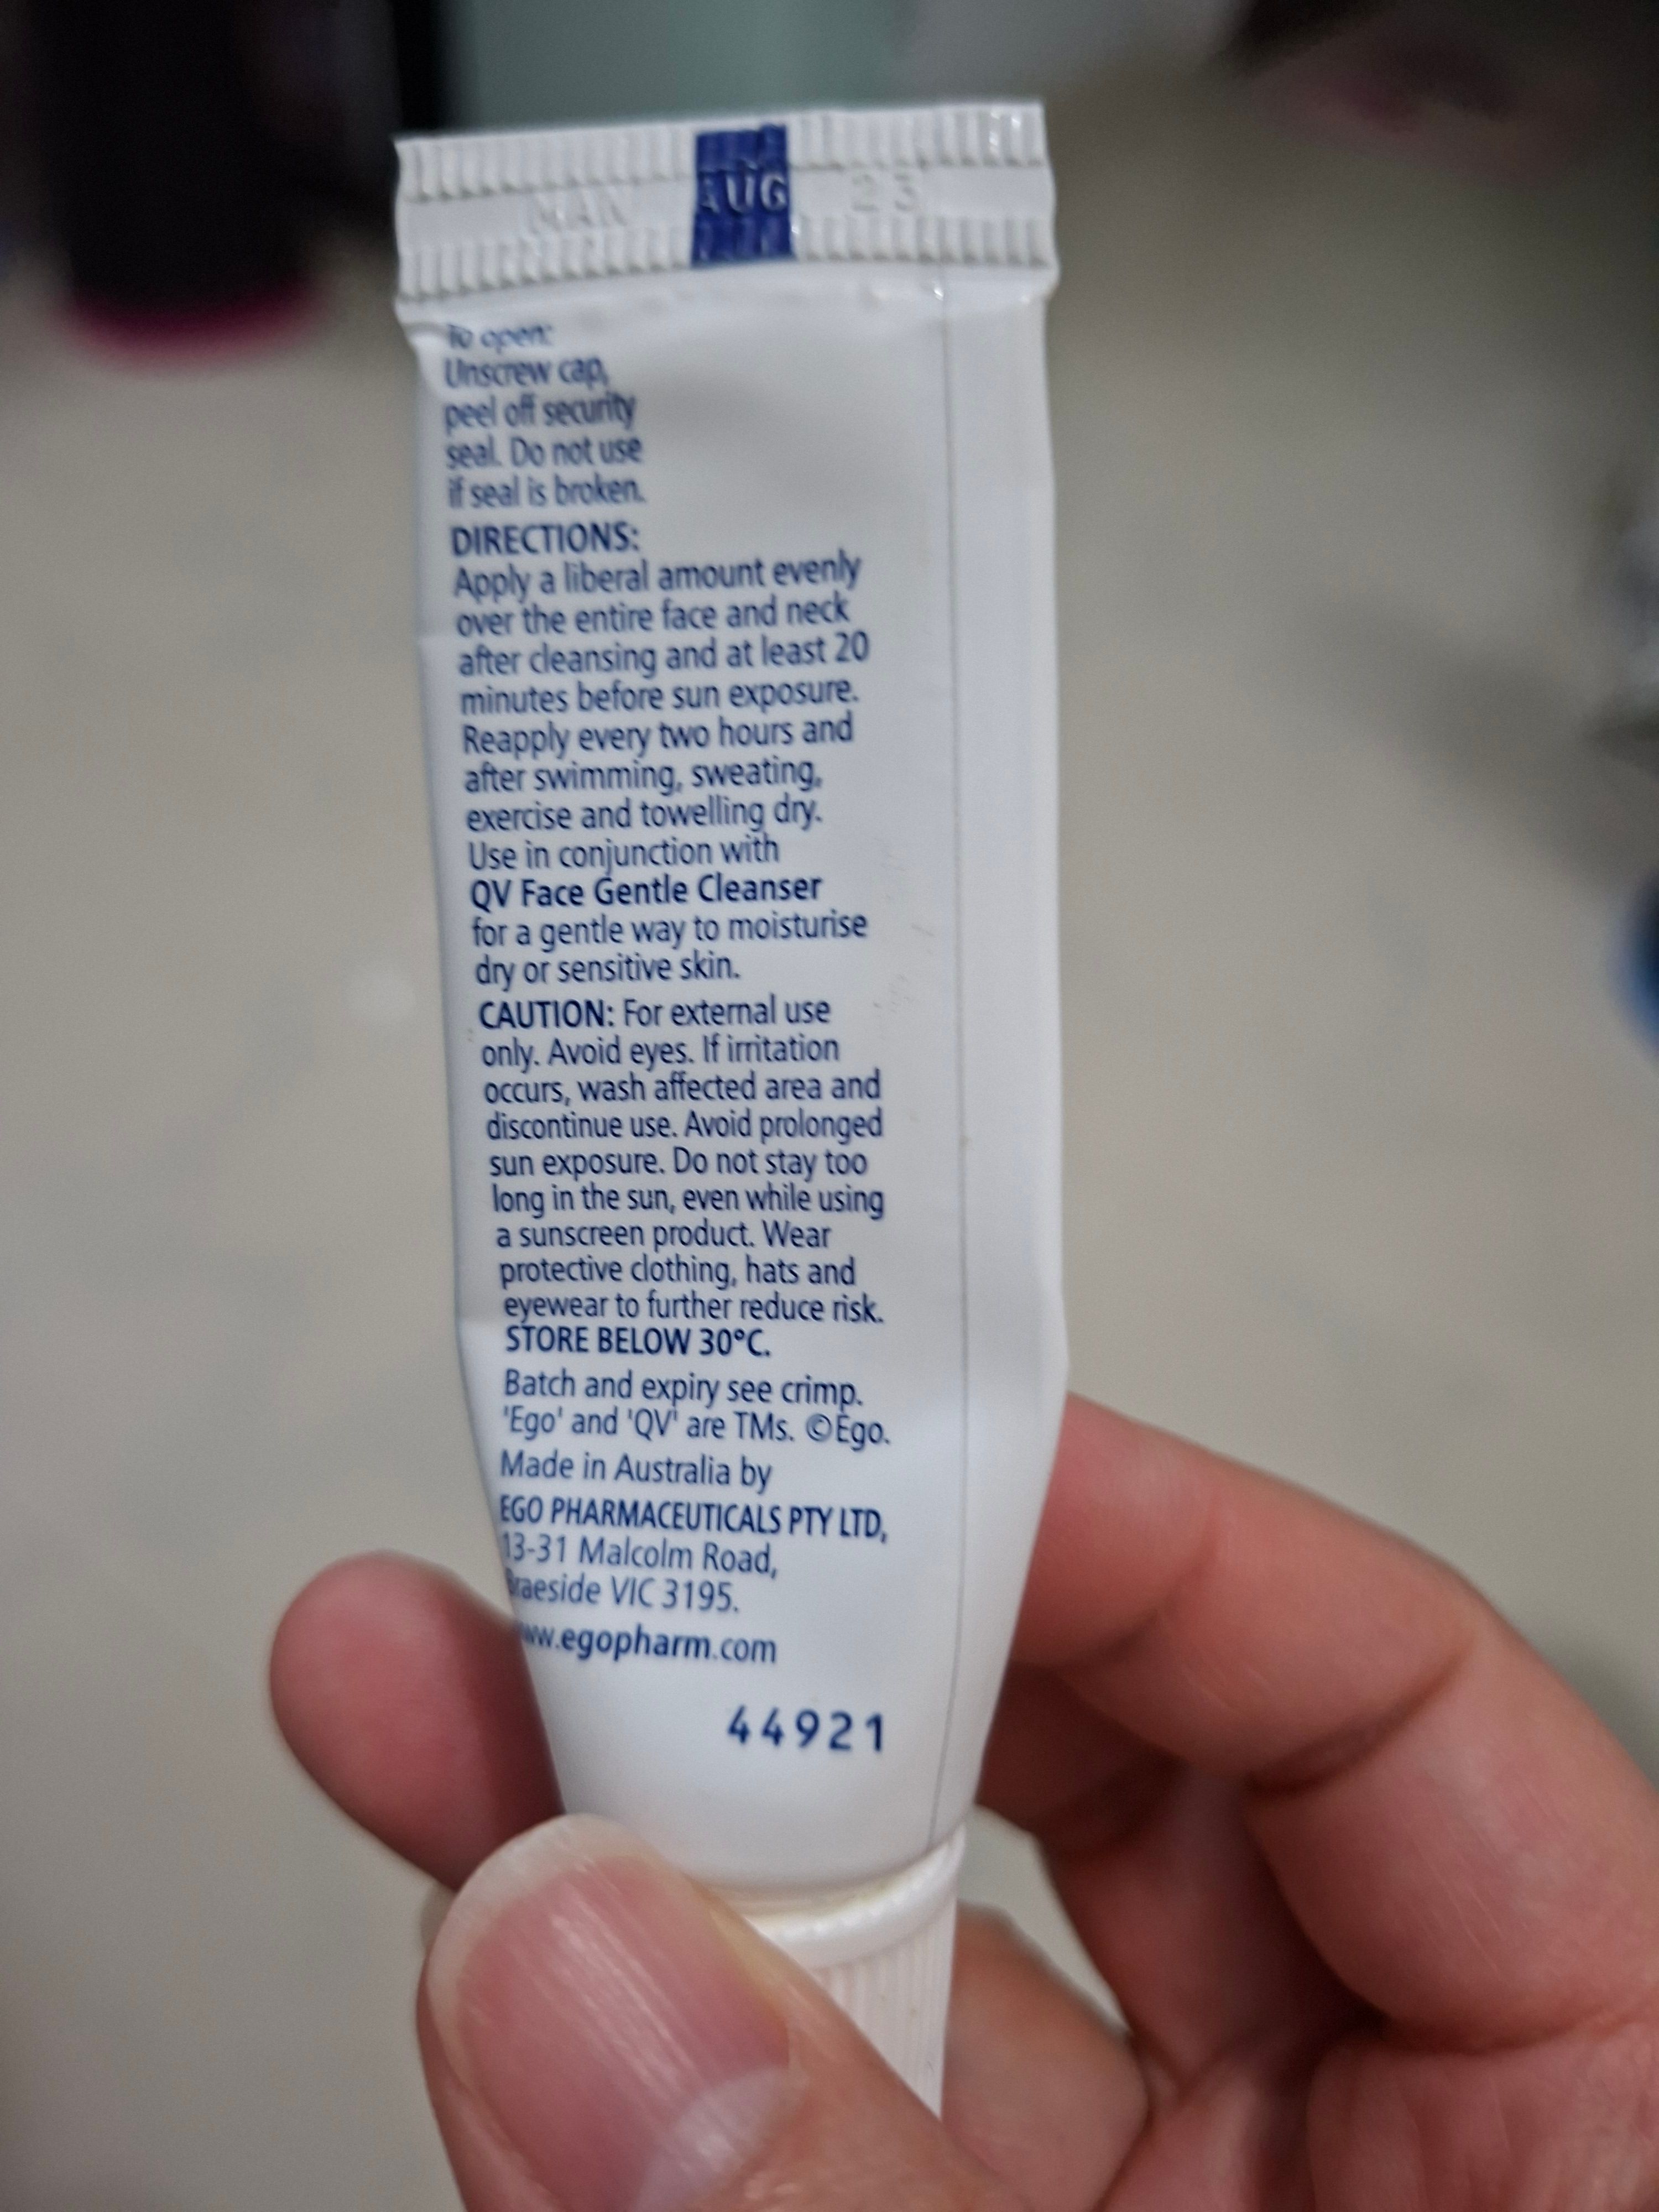 MAN AUG 23
To open:
Unscrew cap,
peel off security
seal. Do not use
if seal is broken.
DIRECTIONS:
Apply a liberal amount evenly
over the entire face and neck
after cleansing and at least 20
minutes before sun exposure.
Reapply every two hours and
after swimming, sweating,
exercise and towelling dry.
Use in conjunction with
QV Face Gentle Cleanser
for a gentle way to moisturise
dry or sensitive skin.
CAUTION: For external use
only. Avoid eyes. If irritation
occurs, wash affected area and
discontinue use. Avoid prolonged
sun exposure. Do not stay too
long in the sun, even while using
a sunscreen product. Wear
protective clothing, hats and
eyewear to further reduce risk.
STORE BELOW 30°C.
Batch and expiry see crimp.
'Ego' and 'QV' are TMs. ©Ego.
Made in Australia by
EGO PHARMACEUTICALS PTY LTD,
13-31 Malcolm Road,
Braeside VIC 3195.
www.egopharm.com
44921